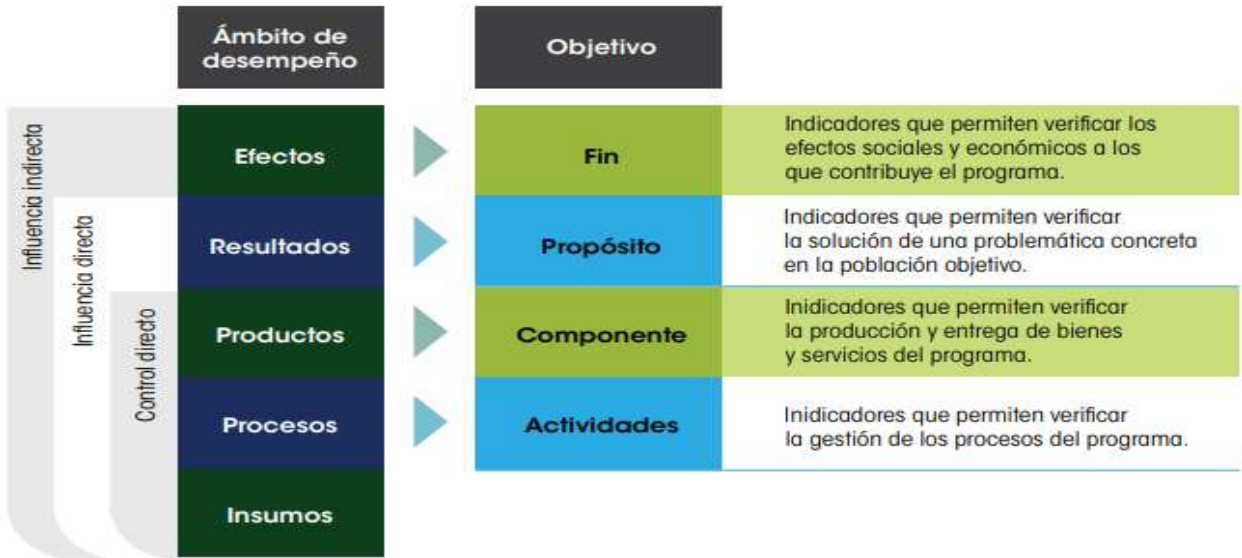 Ámbito de
desempeño
Objetivo
Influencia indirecta
Influencia directa
Control directo
Efectos
Fin
Indicadores que permiten verificar los
efectos sociales y económicos a los
que contribuye el programa.
Resultados
Propósito
Indicadores que permiten verificar
la solución de una problemática concreta
en la población objetivo.
Productos
Componente
Inidicadores que permiten verificar
la producción y entrega de bienes
y servicios del programa.
Procesos
Actividades
Inidicadores que permiten verificar
la gestión de los procesos del programa.
Insumos